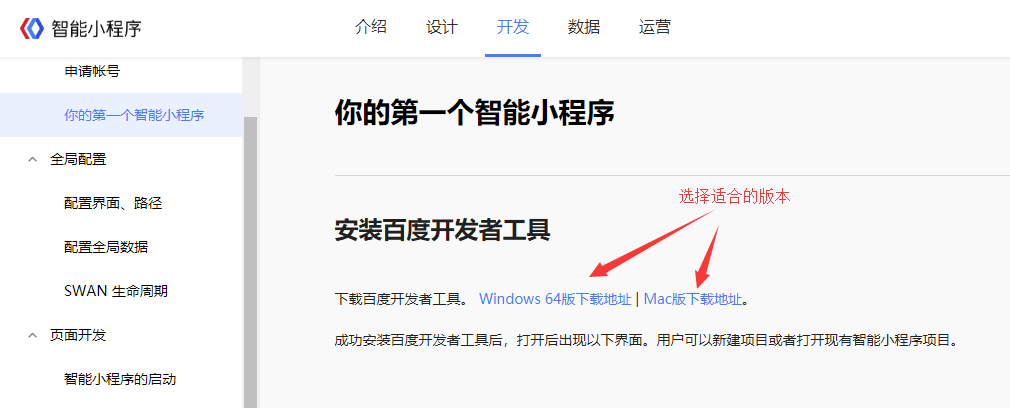 智能小程序
介绍 设计 开发 数据 运营
申请帐号
你的第一个智能小程序
全局配置
配置界面、路径
配置全局数据
SWAN 生命周期
页面开发
智能小程序的启动
你的第一个智能小程序
选择适合的版本
安装百度开发者工具
下载百度开发者工具。 Windows 64版下载地址 | Mac版下载地址。
成功安装百度开发者工具后，打开后出现以下界面。用户可以新建项目或者打开现有智能小程序项目。